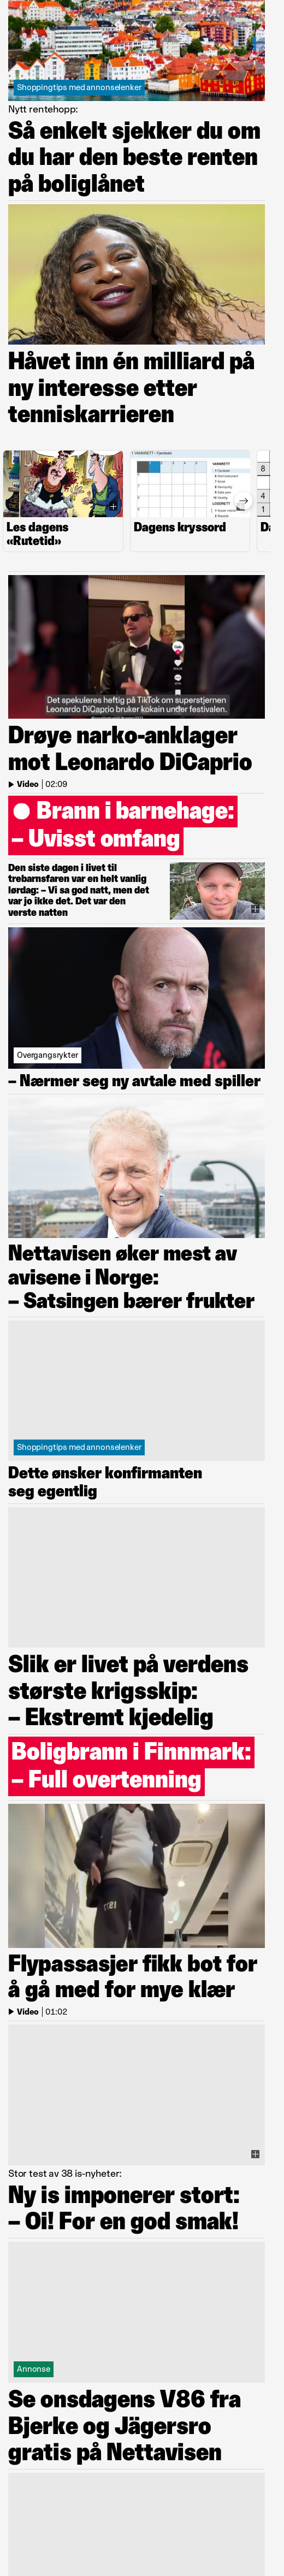 Shoppingtips med annonselenker
Nytt rentehopp:
Så enkelt sjekker du om
du har den beste renten
på boliglånet
Håvet inn én milliard på
ny interesse etter
tenniskarrieren
Les dagens
«Rutetid»
1 VANNRETT
VANNRETT
LODDRETT
Dagens kryssord
8
4
1
Da
Det spekuleres heftig på TikTok om superstjernen
Leonardo DiCaprio bruker kokain under festivalen.
Drøye narko-anklager
mot Leonardo DiCaprio
Video | 02:09
Brann i barnehage:
– Uvisst omfang
Den siste dagen i livet til
trebarnsfaren var en helt vanlig
lørdag: – Vi sa god natt, men det
var jo ikke det. Det var den
verste natten
Overgangsrykter
– Nærmer seg ny avtale med spiller
Nettavisen øker mest av
avisene i Norge:
– Satsingen bærer frukter
Shoppingtips med annonselenker
Dette ønsker konfirmanten
seg egentlig
Slik er livet på verdens
største krigsskip:
– Ekstremt kjedelig
Boligbrann i Finnmark:
– Full overtenning
Flypassasjer fikk bot for
å gå med for mye klær
Video | 01:02
Stor test av 38 is-nyheter:
Ny is imponerer stort:
– Oi! For en god smak!
Annonse
Se onsdagens V86 fra
Bjerke og Jägersro
gratis på Nettavisen